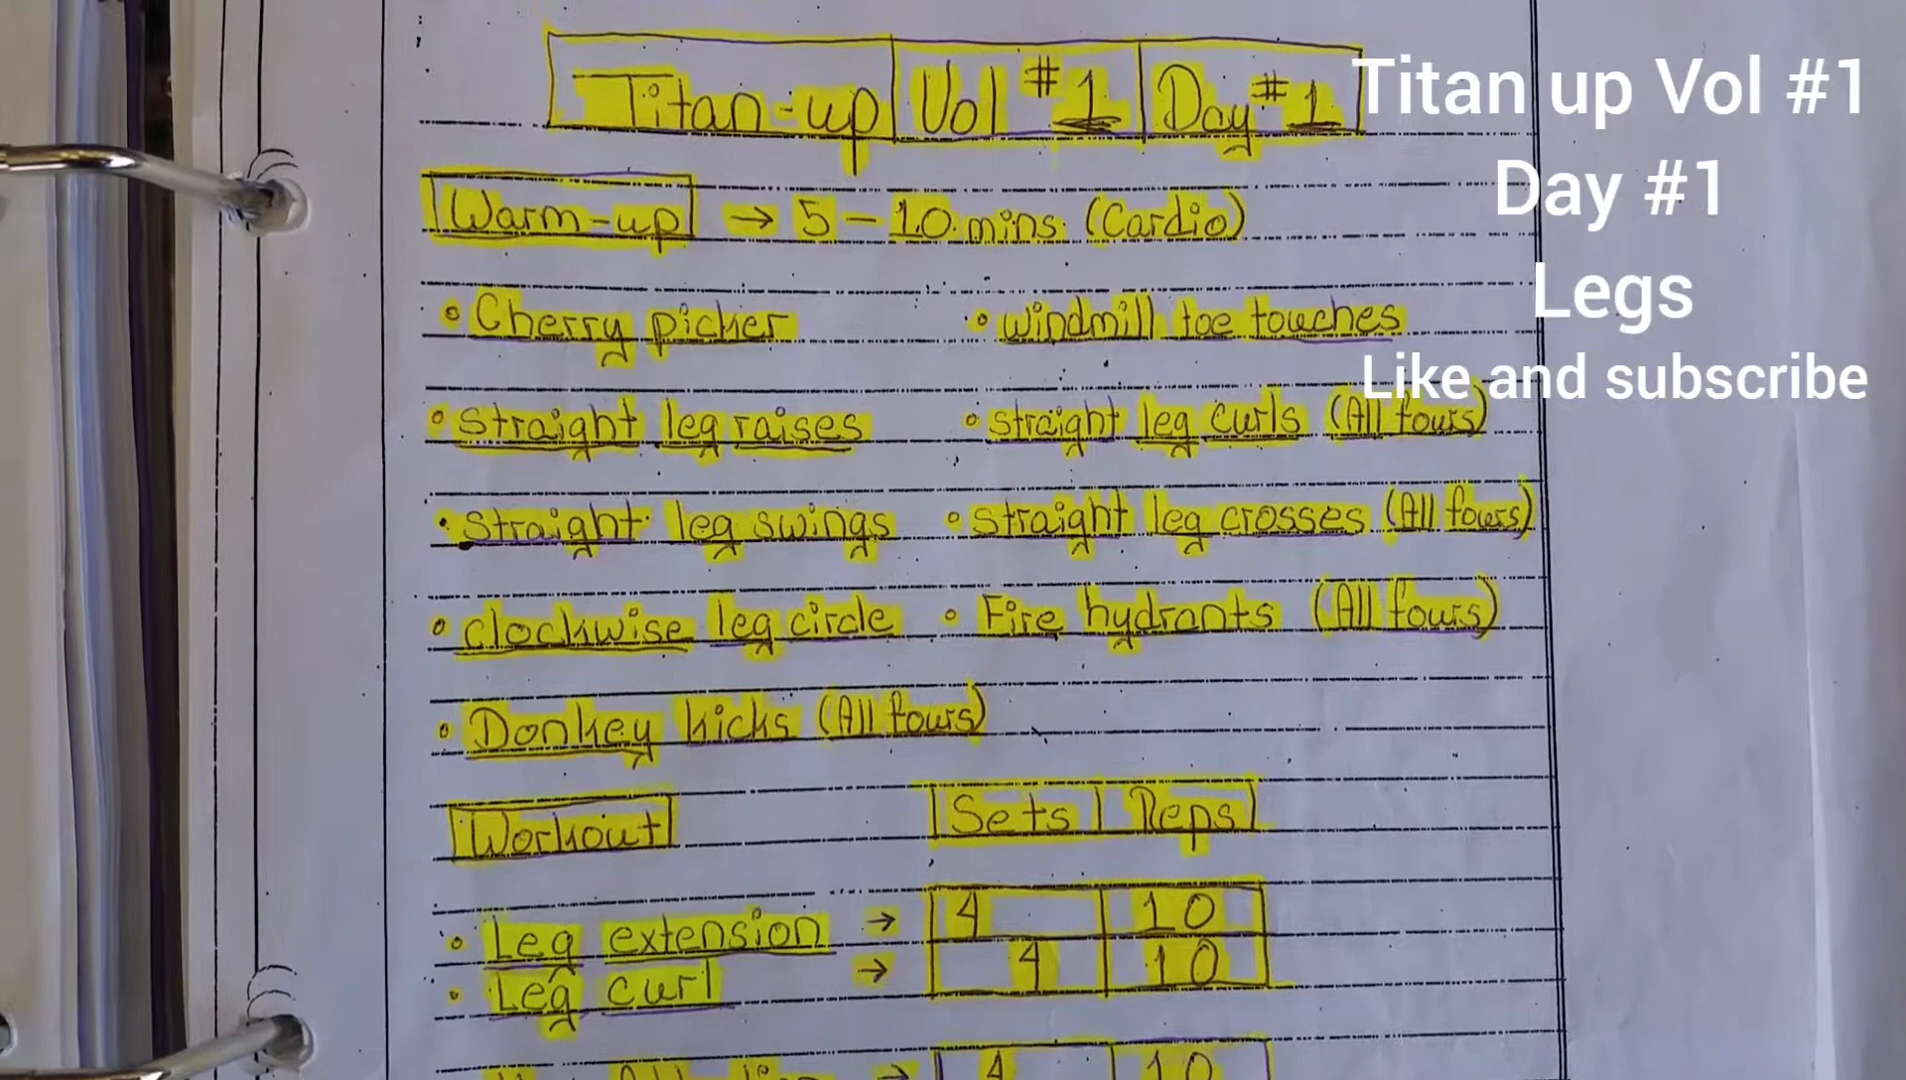 Titan-up Vol #1 Day #1
Titan up Vol #1
Day #1
Legs
Like and subscribe
Warm-up → 5 - 10 mins. (Cardio)
• Cherry picker • windmill toe touches
• straight leg raises • straight leg curls (All fours)
• straight leg swings • straight leg crosses (All fours)
• clockwise leg circle • Fire hydrants (All fours)
• Donkey kicks (All fours)
Workout Sets Reps
• Leg extension → 4 10
• Leg curl → 4 10
→ 4 10